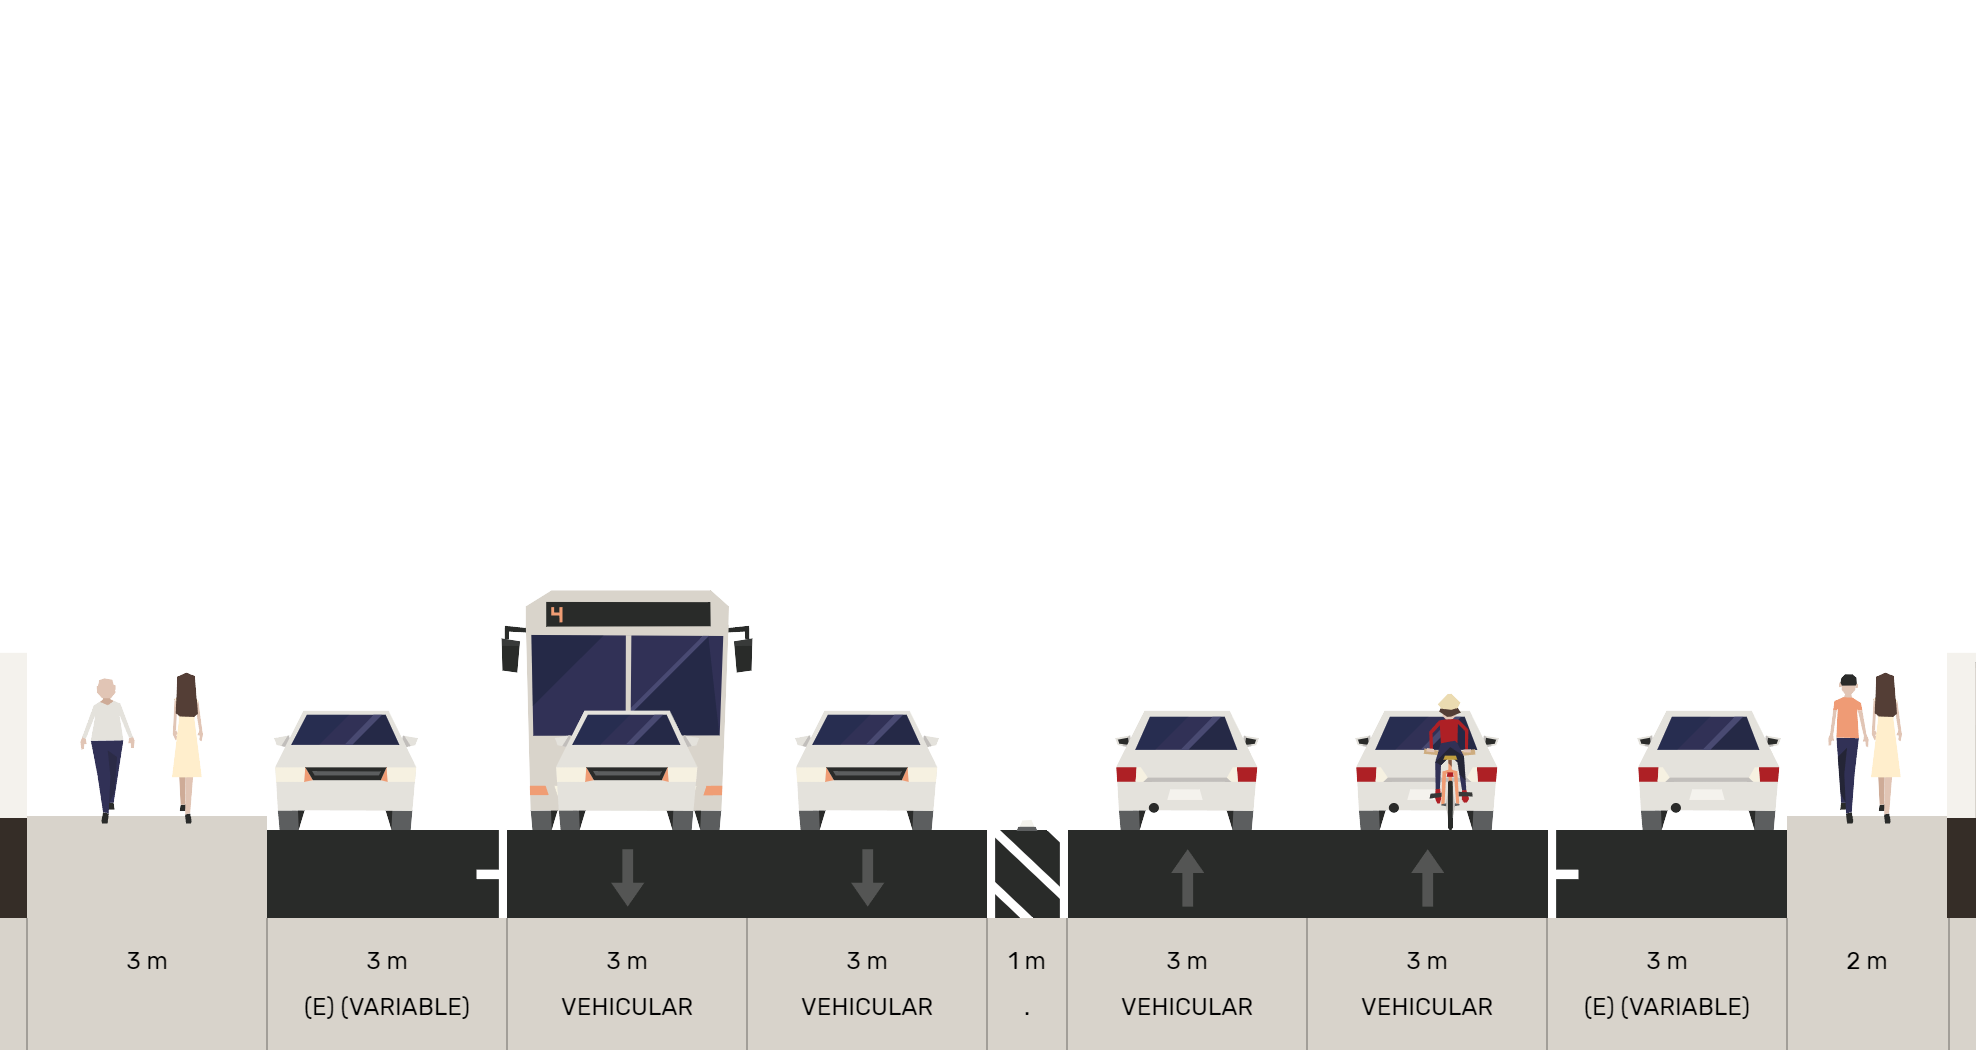 4
3 m
3 m
3 m
3 m
1 m
3 m
3 m
3 m
2 m
(E) (VARIABLE)
VEHICULAR
VEHICULAR
.
VEHICULAR
VEHICULAR
(E) (VARIABLE)